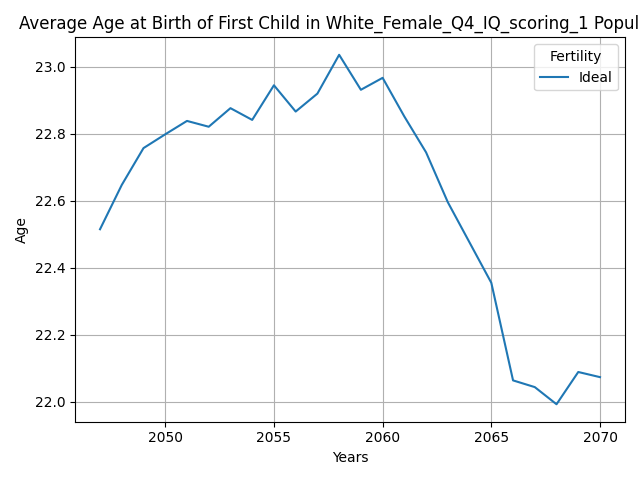 Average Age at Birth of First Child in White_Female_Q4_IQ_scoring_1 Popul
Fertility
Ideal
23.0
22.8
22.6
22.4
22.2
22.0
Age
2050 2055 2060 2065 2070
Years